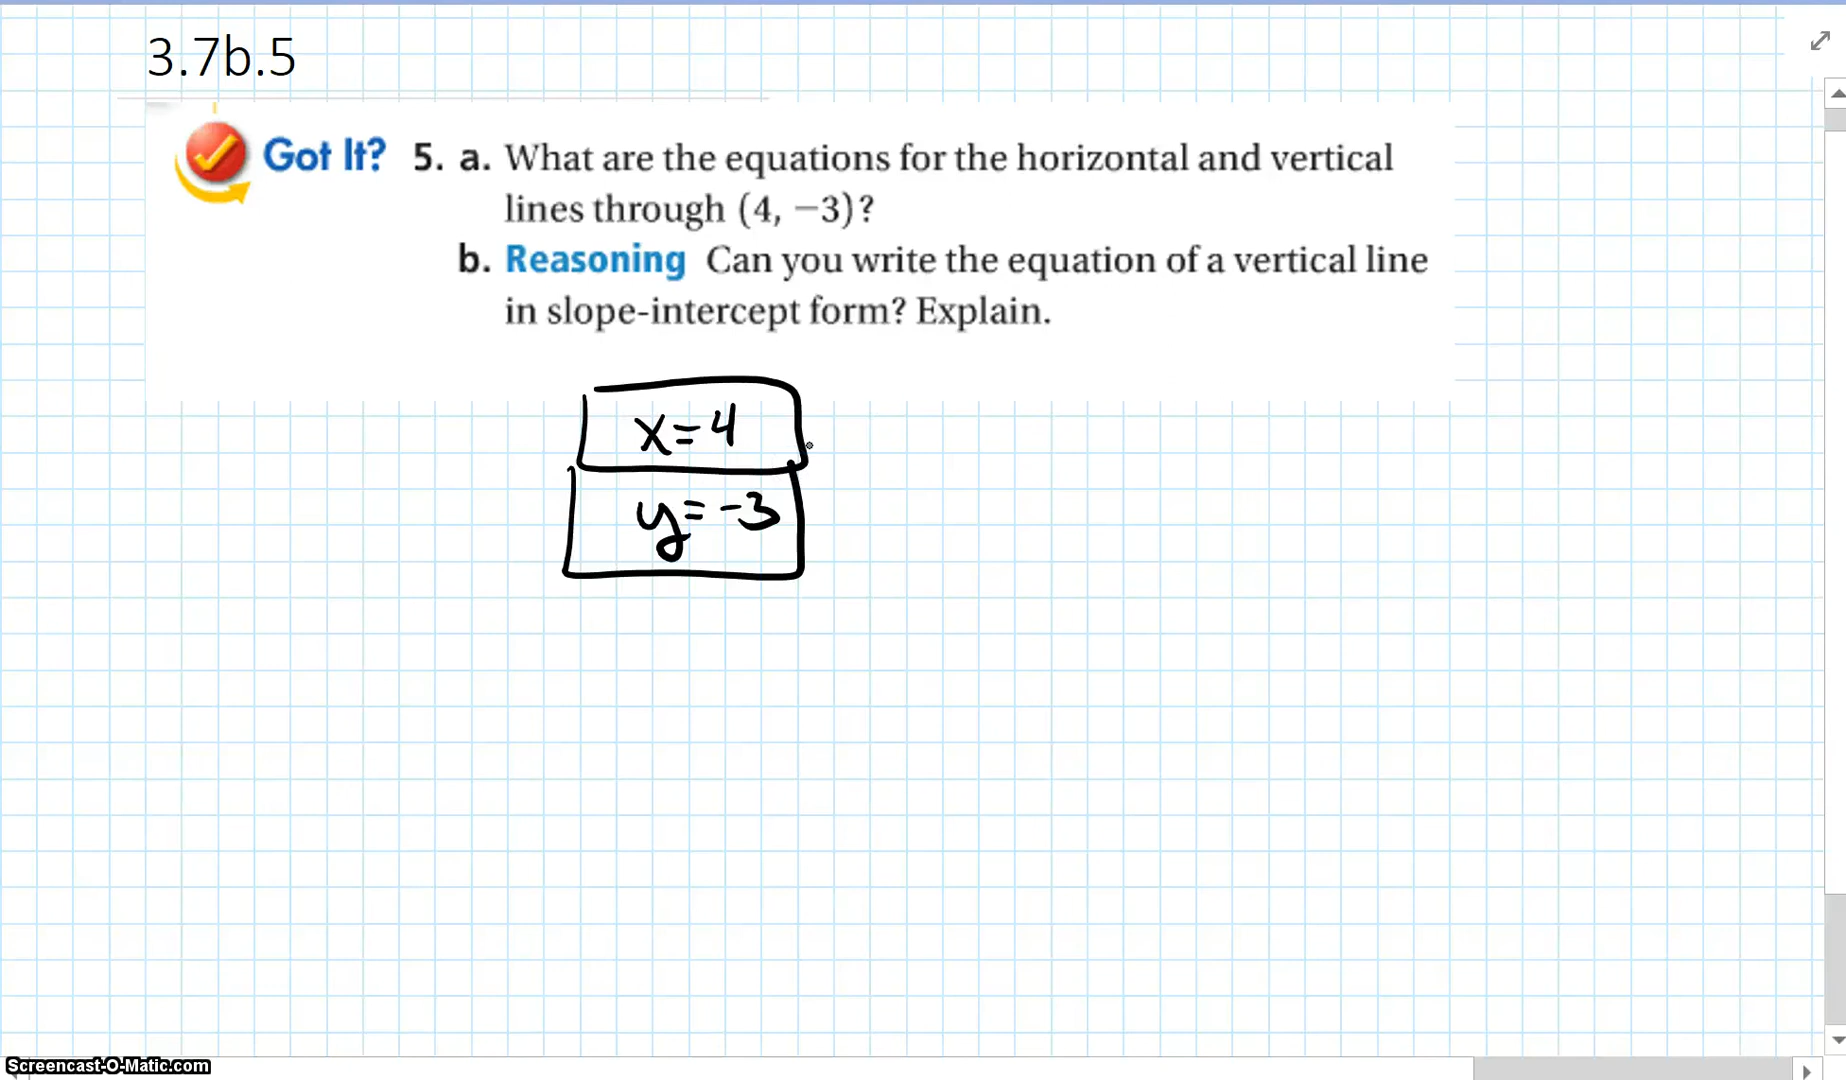 3.7b.5
Got It? 5. a. What are the equations for the horizontal and vertical
lines through (4, −3)?
b. Reasoning Can you write the equation of a vertical line
in slope-intercept form? Explain.
x=4
y=-3
Screencast-O-Matic.com